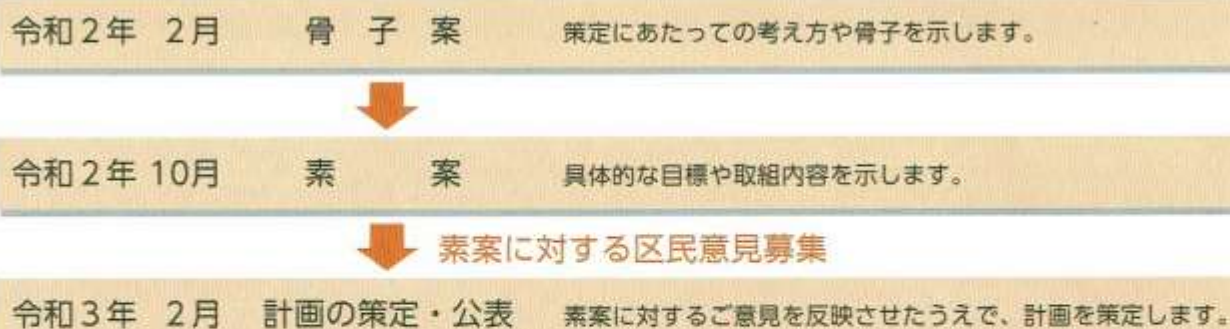 令和2年 2月 骨子案 策定にあたっての考え方や骨子を示します。
令和2年 10月 素案 具体的な目標や取組内容を示します。
素案に対する区民意見募集
令和3年 2月 計画の策定・公表 素案に対するご意見を反映させたうえで、計画を策定します。